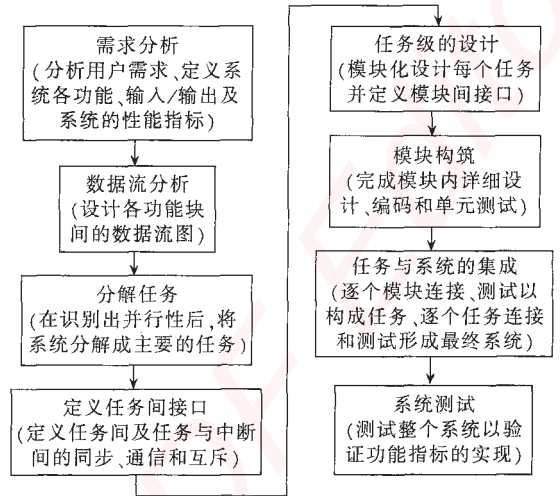 需求分析
(分析用户需求、定义系
统各功能、输入/输出及
系统的性能指标)
数据流分析
(设计各功能块
间的数据流图)
分解任务
(在识别出并行性后,将
系统分解成主要的任务)
定义任务间接口
(定义任务间及任务与中断
间的同步、通信和互斥)
任务级的设计
(模块化设计每个任务
并定义模块间接口)
模块构筑
(完成模块内详细设
计、编码和单元测试)
任务与系统的集成
(逐个模块连接、测试以
构成任务、逐个任务连接
和测试形成最终系统)
系统测试
(测试整个系统以验
证功能指标的实现)